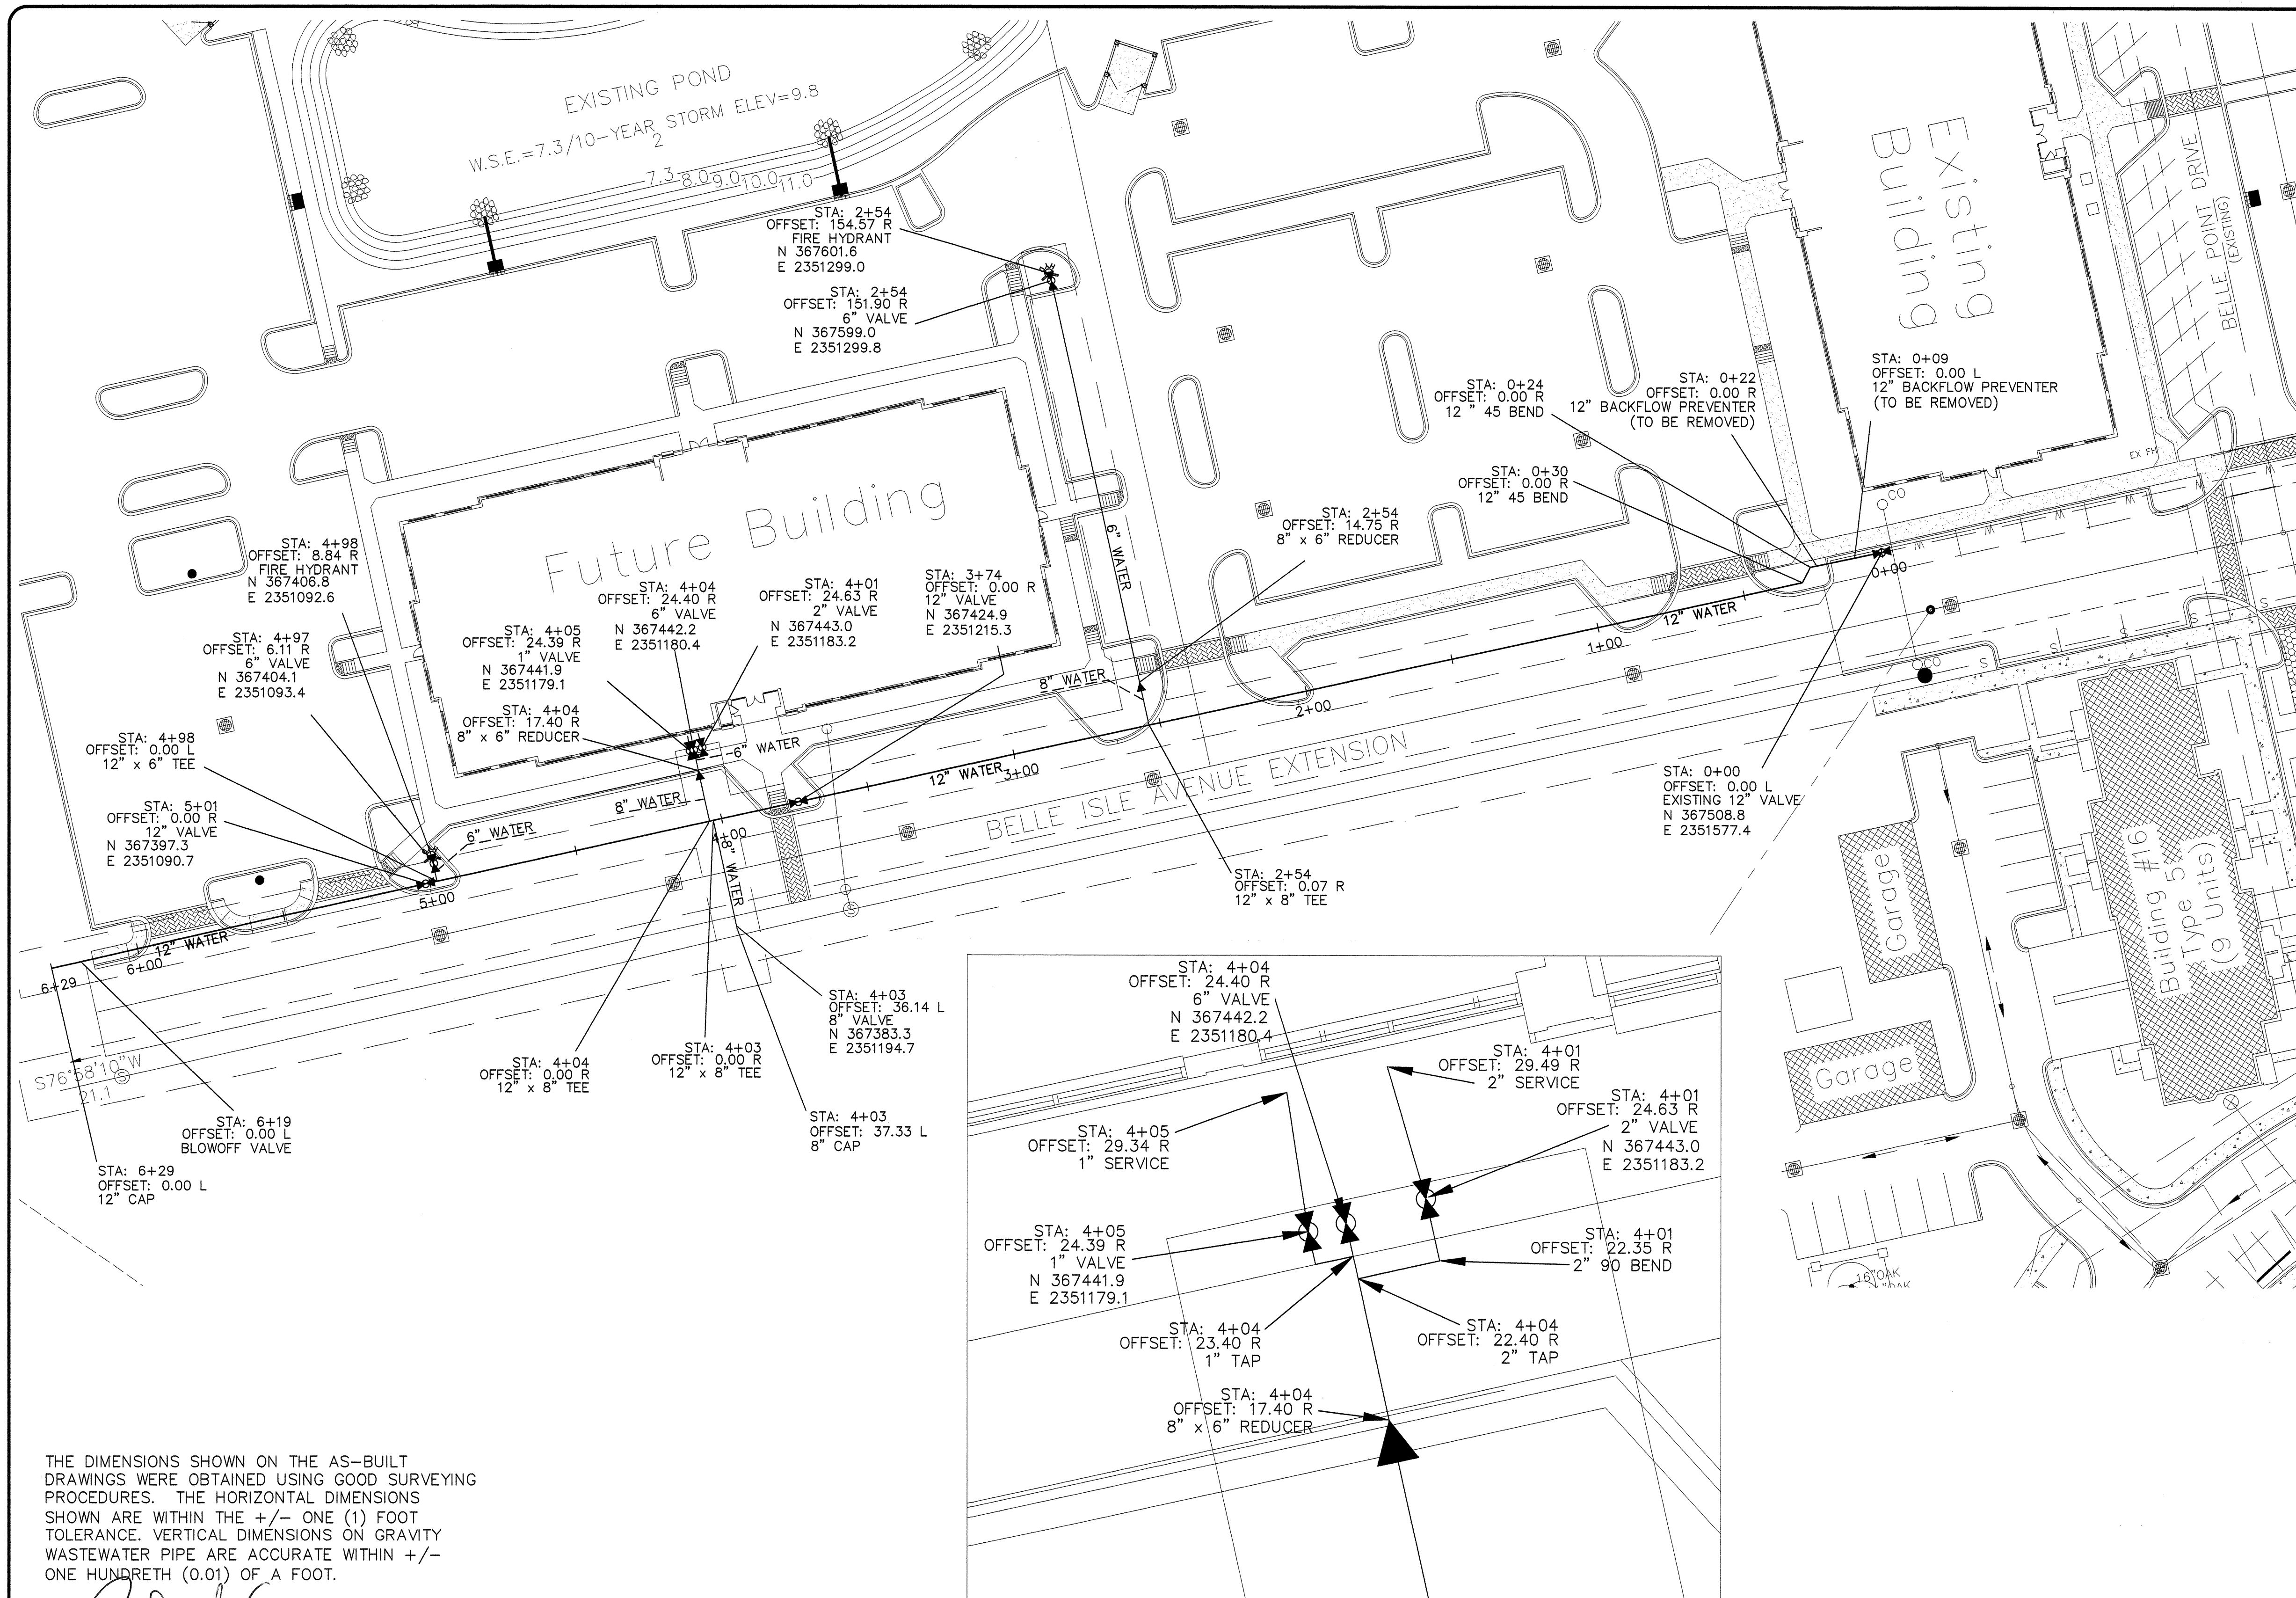 EXISTING POND
W.S.E.=7.3/10-YEAR STORM ELEV=9.8
2
7.3
8.0
9.0
10.0
11.0
STA: 2+54
OFFSET: 154.57 R
FIRE HYDRANT
N 367601.6
E 2351299.0
STA: 2+54
OFFSET: 151.90 R
6" VALVE
N 367599.0
E 2351299.8
Existing
Building
BELLE POINT DRIVE
(EXISTING)
STA: 0+24
OFFSET: 0.00 R
12 " 45 BEND
STA: 0+22
OFFSET: 0.00 R
12" BACKFLOW PREVENTER
(TO BE REMOVED)
STA: 0+09
OFFSET: 0.00 L
12" BACKFLOW PREVENTER
(TO BE REMOVED)
STA: 0+30
OFFSET: 0.00 R
12" 45 BEND
EX FH
CO
W
W
W
W
W
STA: 2+54
OFFSET: 14.75 R
8" x 6" REDUCER
6" WATER
Future Building
STA: 4+98
OFFSET: 8.84 R
FIRE HYDRANT
N 367406.8
E 2351092.6
STA: 4+97
OFFSET: 6.11 R
6" VALVE
N 367404.1
E 2351093.4
STA: 4+04
OFFSET: 24.40 R
6" VALVE
N 367442.2
E 2351180.4
STA: 4+01
OFFSET: 24.63 R
2" VALVE
N 367443.0
E 2351183.2
STA: 3+74
OFFSET: 0.00 R
12" VALVE
N 367424.9
E 2351215.3
STA: 4+05
OFFSET: 24.39 R
1" VALVE
N 367441.9
E 2351179.1
STA: 4+04
OFFSET: 17.40 R
8" x 6" REDUCER
STA: 4+98
OFFSET: 0.00 L
12" x 6" TEE
STA: 5+01
OFFSET: 0.00 R
12" VALVE
N 367397.3
E 2351090.7
0+00
12" WATER
1+00
2+00
8" WATER
6" WATER
12" WATER
3+00
8" WATER
6" WATER
4+00
8" WATER
5+00
12" WATER
6+00
6+29
BELLE ISLE AVENUE EXTENSION
CO
S
S
S
S
S
S
S
S76°58'10"W
21.1
STA: 0+00
OFFSET: 0.00 L
EXISTING 12" VALVE
N 367508.8
E 2351577.4
STA: 2+54
OFFSET: 0.07 R
12" x 8" TEE
STA: 4+03
OFFSET: 36.14 L
8" VALVE
N 367383.3
E 2351194.7
STA: 4+04
OFFSET: 0.00 R
12" x 8" TEE
STA: 4+03
OFFSET: 0.00 R
12" x 8" TEE
STA: 4+03
OFFSET: 37.33 L
8" CAP
STA: 6+19
OFFSET: 0.00 L
BLOWOFF VALVE
STA: 6+29
OFFSET: 0.00 L
12" CAP
Garage
Garage
Building #16
Type 5
(9 Units)
16"OAK
STA: 4+04
OFFSET: 24.40 R
6" VALVE
N 367442.2
E 2351180.4
STA: 4+01
OFFSET: 29.49 R
2" SERVICE
STA: 4+01
OFFSET: 24.63 R
2" VALVE
N 367443.0
E 2351183.2
STA: 4+05
OFFSET: 29.34 R
1" SERVICE
STA: 4+05
OFFSET: 24.39 R
1" VALVE
N 367441.9
E 2351179.1
STA: 4+01
OFFSET: 22.35 R
2" 90 BEND
STA: 4+04
OFFSET: 23.40 R
1" TAP
STA: 4+04
OFFSET: 22.40 R
2" TAP
STA: 4+04
OFFSET: 17.40 R
8" x 6" REDUCER
THE DIMENSIONS SHOWN ON THE AS-BUILT
DRAWINGS WERE OBTAINED USING GOOD SURVEYING
PROCEDURES. THE HORIZONTAL DIMENSIONS
SHOWN ARE WITHIN THE +/- ONE (1) FOOT
TOLERANCE. VERTICAL DIMENSIONS ON GRAVITY
WASTEWATER PIPE ARE ACCURATE WITHIN +/-
ONE HUNDRETH (0.01) OF A FOOT.